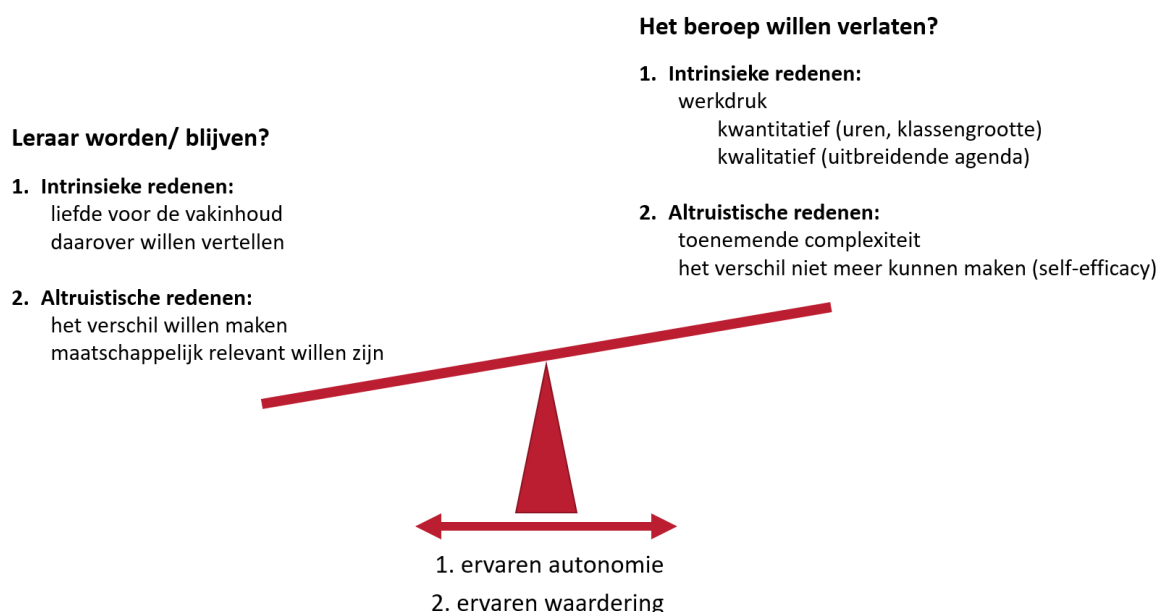 Leraar worden/ blijven?
1. Intrinsieke redenen:
liefde voor de vakinhoud
daarover willen vertellen
2. Altruistische redenen:
het verschil willen maken
maatschappelijk relevant willen zijn
Het beroep willen verlaten?
1. Intrinsieke redenen:
werkdruk
kwantitatief (uren, klassengrootte)
kwalitatief (uitbreidende agenda)
2. Altruistische redenen:
toenemende complexiteit
het verschil niet meer kunnen maken (self-efficacy)
1. ervaren autonomie
2. ervaren waardering